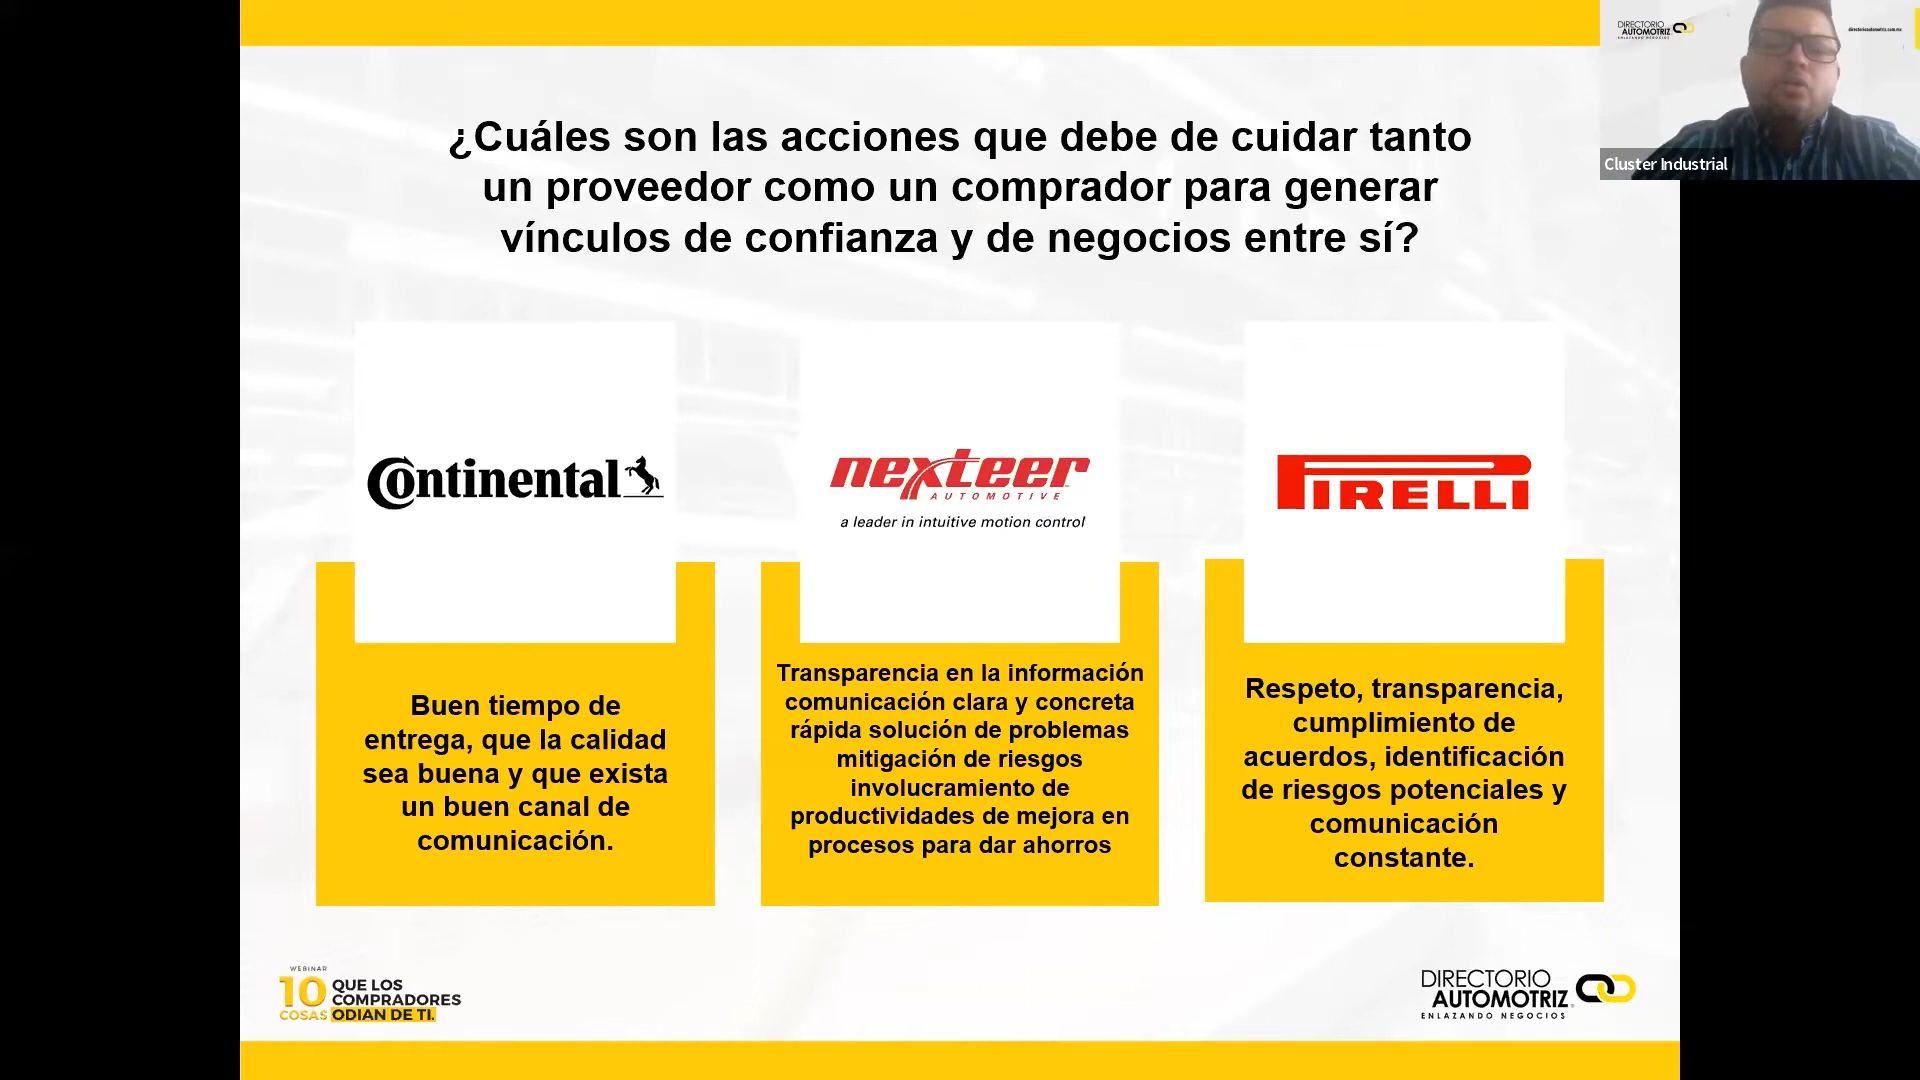 ¿Cuáles son las acciones que debe de cuidar tanto
un proveedor como un comprador para generar
vínculos de confianza y de negocios entre sí?
DIRECTORIO
AUTOMOTRIZ
ENLAZANDO NEGOCIOS
directorioautomotriz.com.mx
Cluster Industrial
Continental
nexteer
AUTOMOTIVE
a leader in intuitive motion control
PIRELLI
Buen tiempo de
entrega, que la calidad
sea buena y que exista
un buen canal de
comunicación.
Transparencia en la información
comunicación clara y concreta
rápida solución de problemas
mitigación de riesgos
involucramiento de
productividades de mejora en
procesos para dar ahorros
Respeto, transparencia,
cumplimiento de
acuerdos, identificación
de riesgos potenciales y
comunicación
constante.
WEBINAR
10 COSAS
QUE LOS
COMPRADORES
ODIAN DE TI.
DIRECTORIO
AUTOMOTRIZ
ENLAZANDO NEGOCIOS